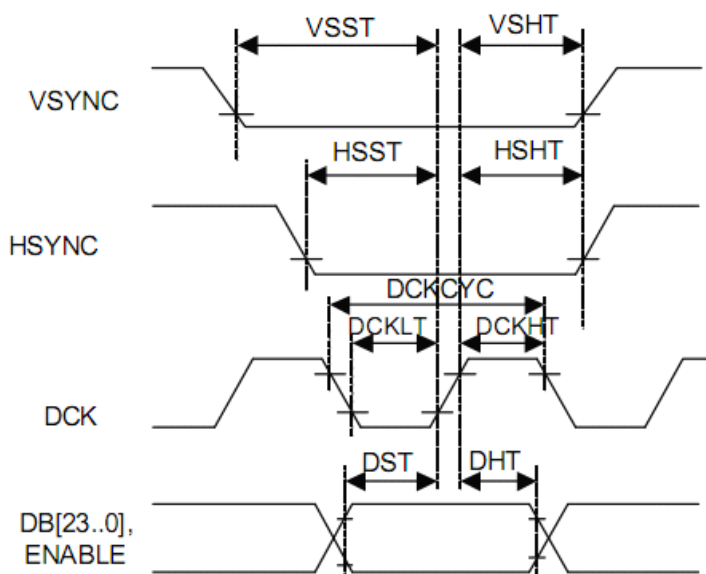 VSST
VSHT
VSYNC
HSST
HSHT
HSYNC
DCKCYC
DCKLT
DCKHT
DCK
DST
DHT
DB[23..0],
ENABLE